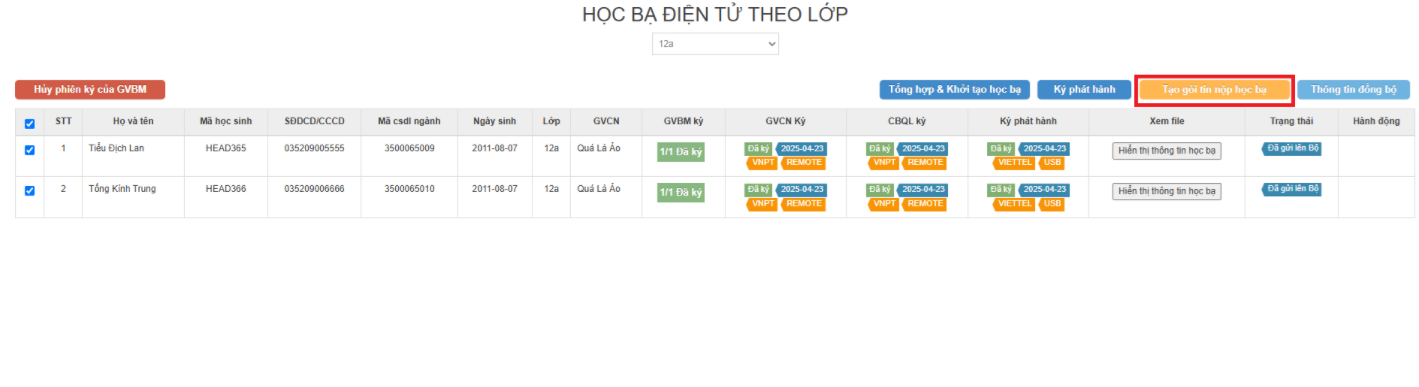 HỌC BẠ ĐIỆN TỬ THEO LỚP
12a
Hủy phiên ký của GVBM
Tổng hợp & Khởi tạo học bạ
Ký phát hành
Tạo gói tin nộp học bạ
Thông tin đồng bộ
STT Họ và tên Mã học sinh SĐDCD/CCCD Mã csdl ngành Ngày sinh Lớp GVCN GVBM ký GVCN Ký CBQL ký Ký phát hành Xem file Trạng thái Hành động
1 Tiểu Địch Lan HEAD365 035209005555 3500065009 2011-08-07 12a Quá Là Ảo 1/1 Đã ký Đã ký 2025-04-23 Đã ký 2025-04-23 Đã ký 2025-04-23 Hiển thị thông tin học bạ Đã gửi lên Bộ
VNPT REMOTE VNPT REMOTE VIETTEL USB
2 Tống Kính Trung HEAD366 035209006666 3500065010 2011-08-07 12a Quá Là Ảo 1/1 Đã ký Đã ký 2025-04-23 Đã ký 2025-04-23 Đã ký 2025-04-23 Hiển thị thông tin học bạ Đã gửi lên Bộ
VNPT REMOTE VNPT REMOTE VIETTEL USB